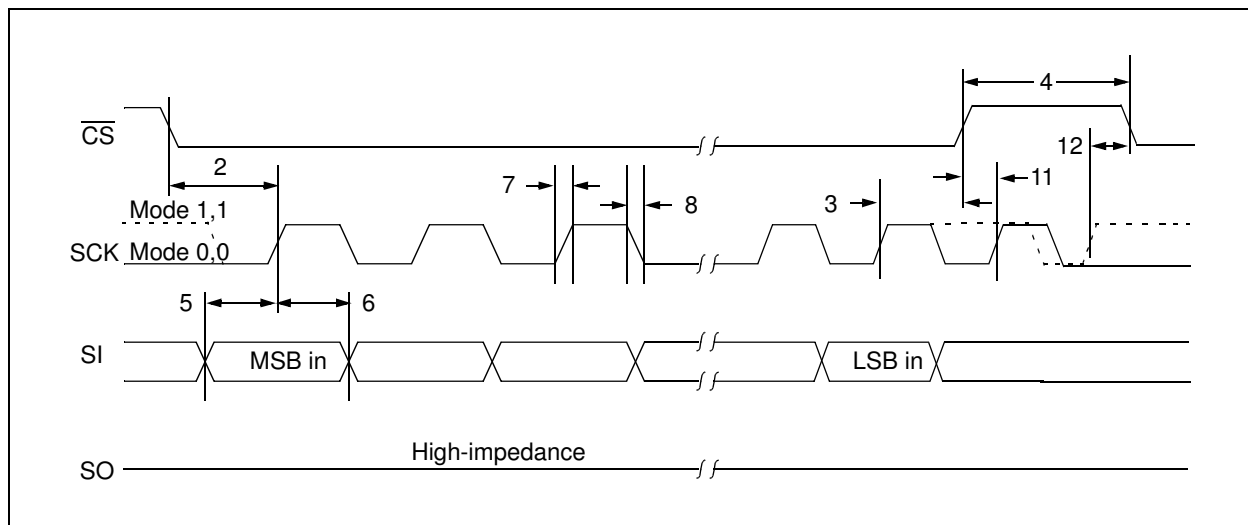 4
CS
12
2
7
8
3
11
Mode 1,1
SCK Mode 0,0
5
6
SI
MSB in
LSB in
High-impedance
SO